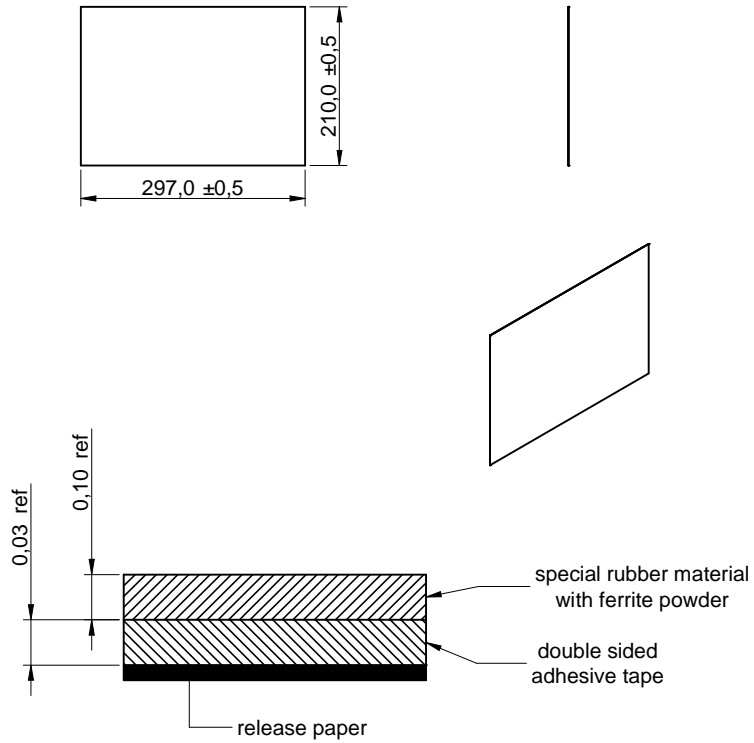 210,0 ±0,5
297,0 ±0,5
0,10 ref
0,03 ref
special rubber material
with ferrite powder
double sided
adhesive tape
release paper